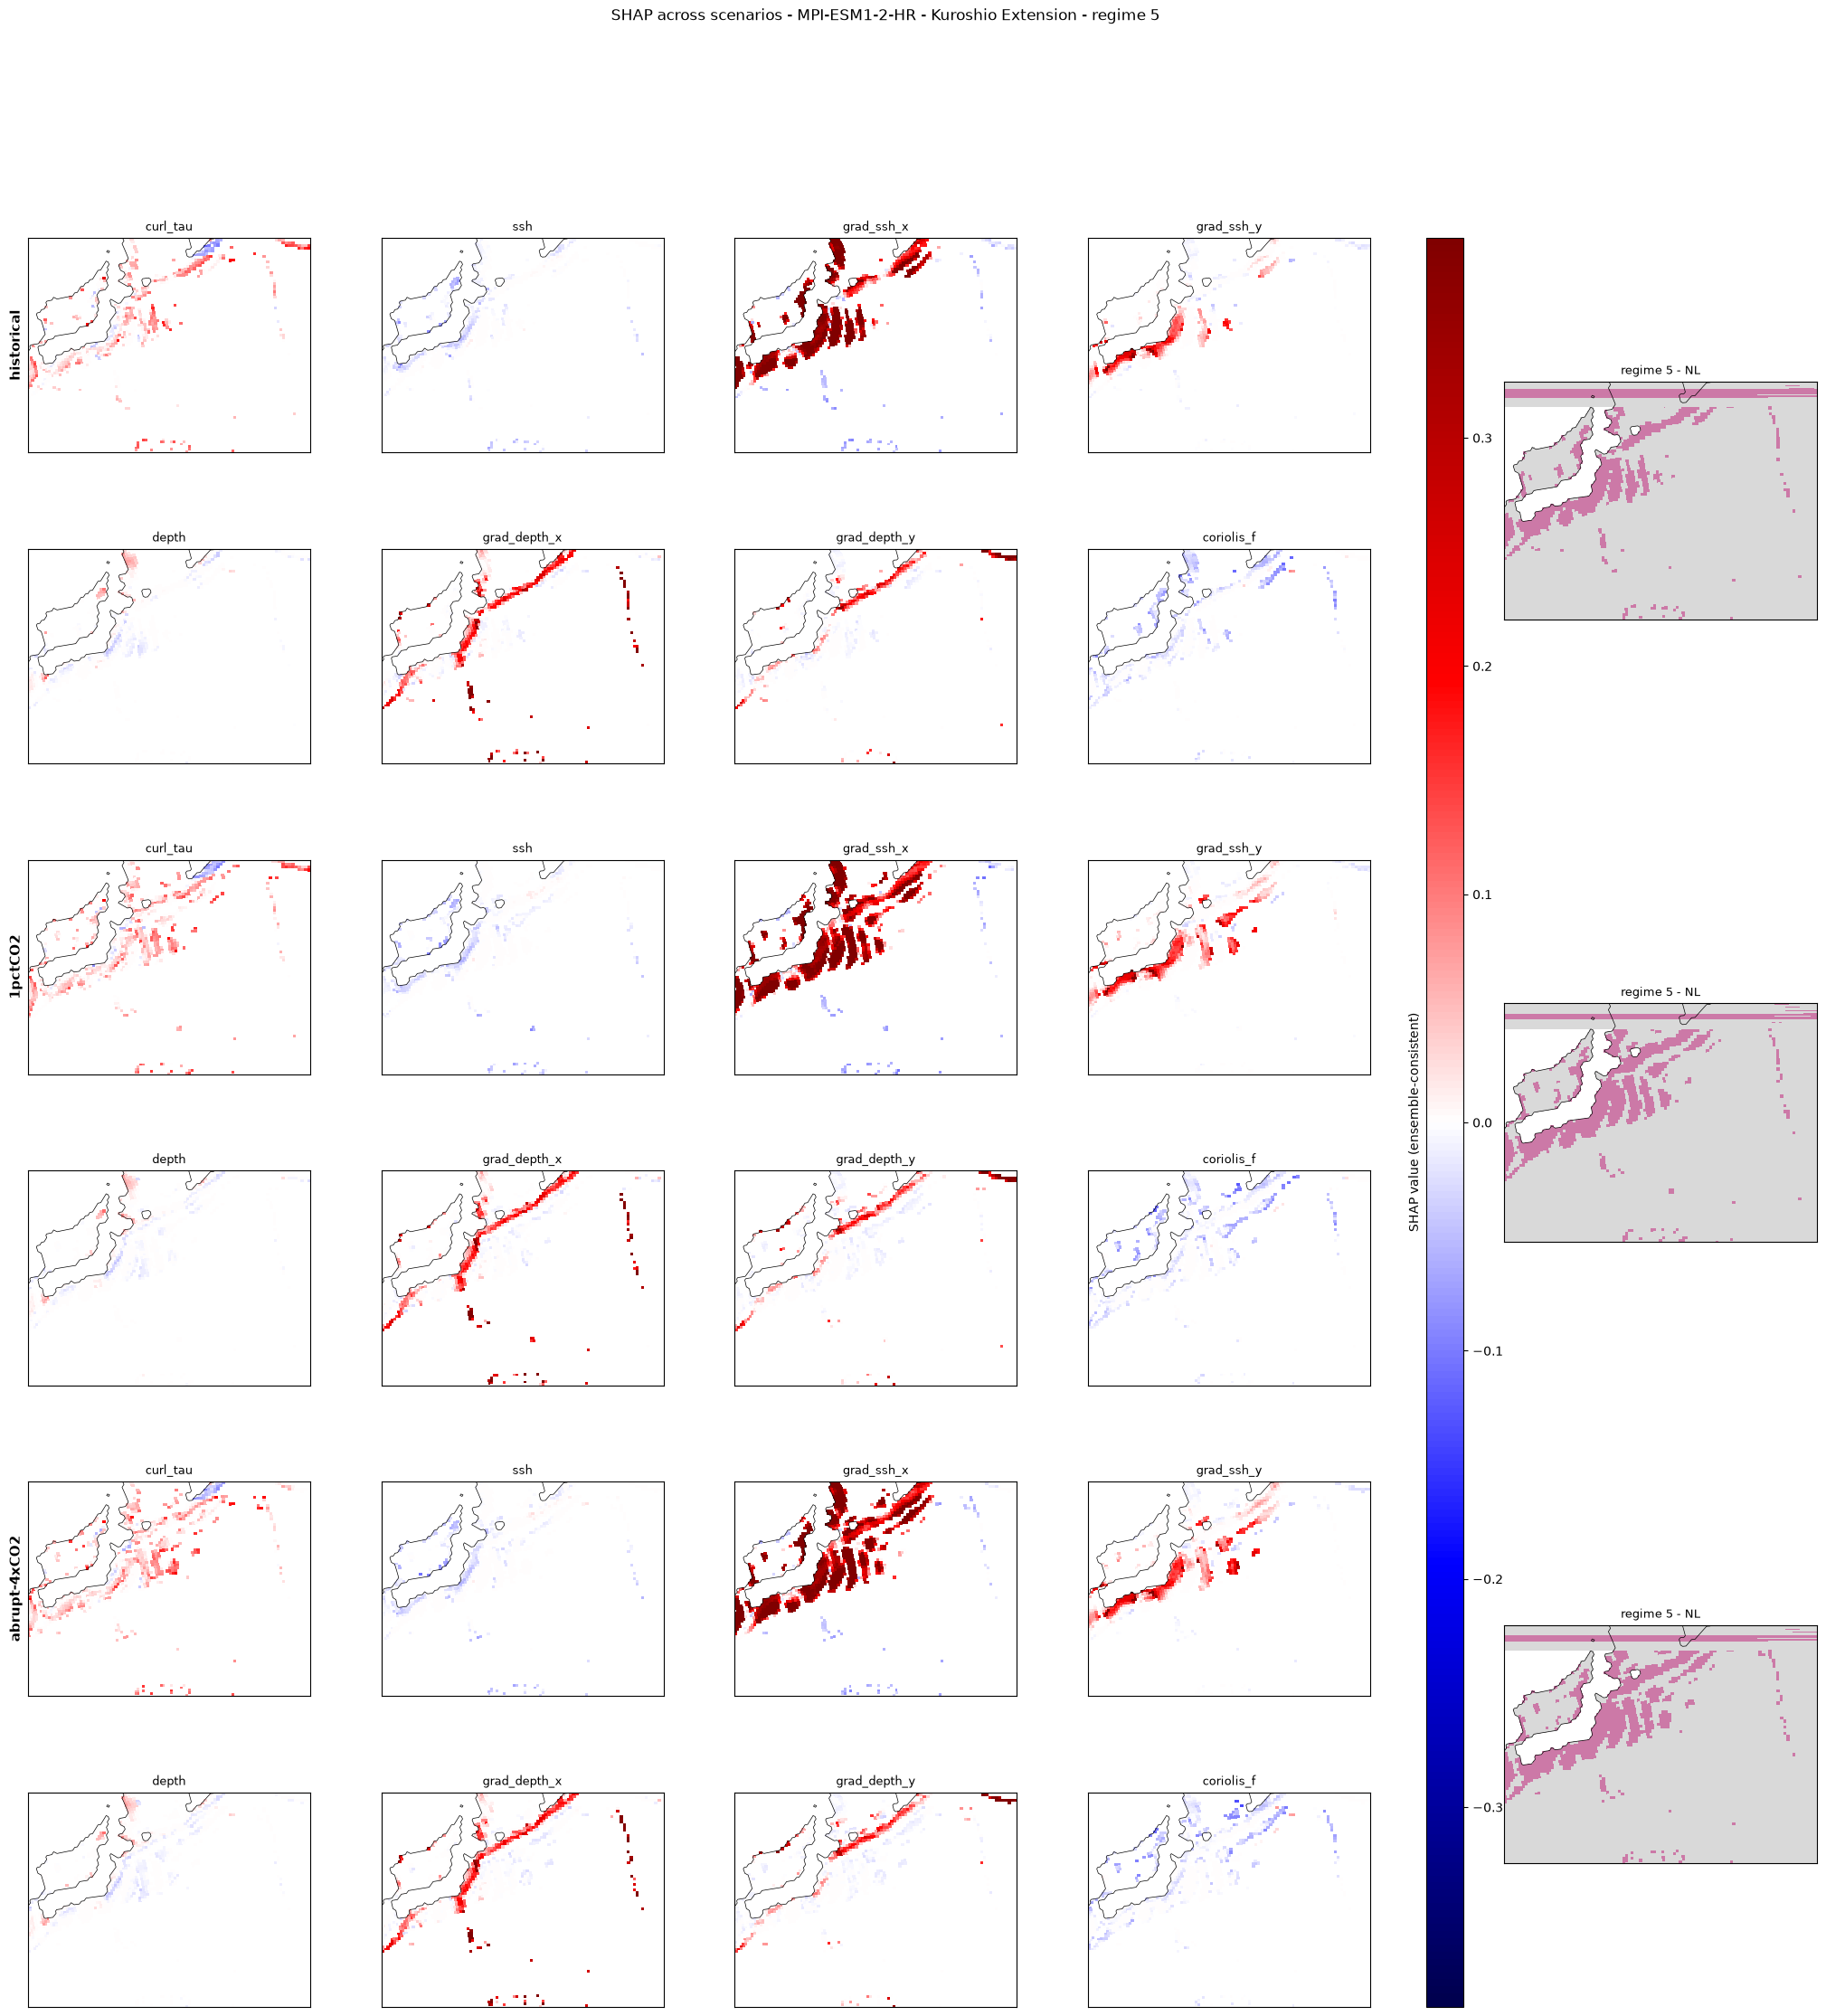 SHAP across scenarios - MPI-ESM1-2-HR - Kuroshio Extension - regime 5
curl_tau
ssh
grad_ssh_x
grad_ssh_y
historical
depth
grad_depth_x
grad_depth_y
coriolis_f
regime 5 - NL
curl_tau
ssh
grad_ssh_x
grad_ssh_y
1pctCO2
depth
grad_depth_x
grad_depth_y
coriolis_f
regime 5 - NL
curl_tau
ssh
grad_ssh_x
grad_ssh_y
abrupt-4xCO2
depth
grad_depth_x
grad_depth_y
coriolis_f
regime 5 - NL
SHAP value (ensemble-consistent)
0.3
0.2
0.1
0.0
−0.1
−0.2
−0.3